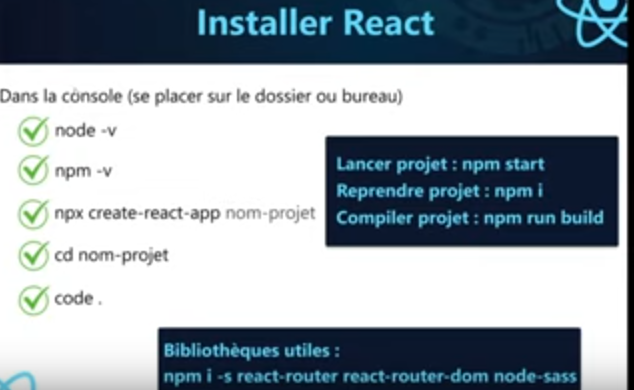 Installer React
Dans la console (se placer sur le dossier ou bureau)
node -v
npm -v
npx create-react-app nom-projet
cd nom-projet
code .
Lancer projet : npm start
Reprendre projet : npm i
Compiler projet : npm run build
Bibliothèques utiles :
npm i -s react-router react-router-dom node-sass